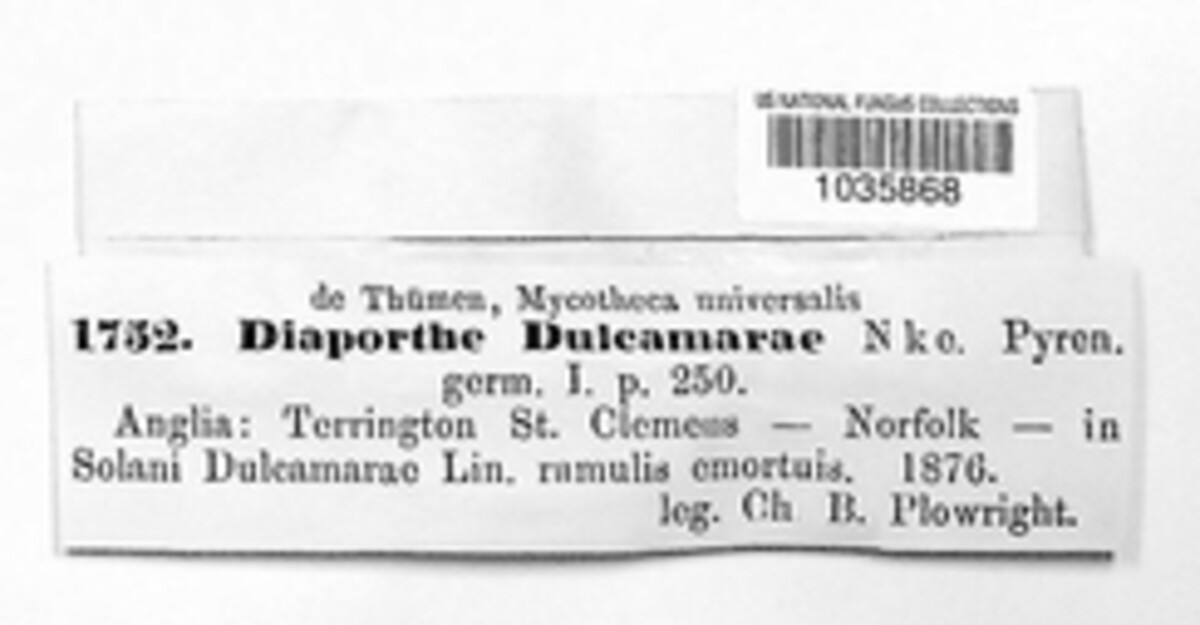 US NATIONAL FUNGUS COLLECTIONS
1035868
de Thümen, Mycotheca universalis
1752. Diaporthe Dulcamarae Nke. Pyren.
germ. I. p. 250.
Anglia: Terrington St. Clemens — Norfolk — in
Solani Dulcamarae Lin. ramulis emortuis. 1876.
leg. Ch B. Plowright.